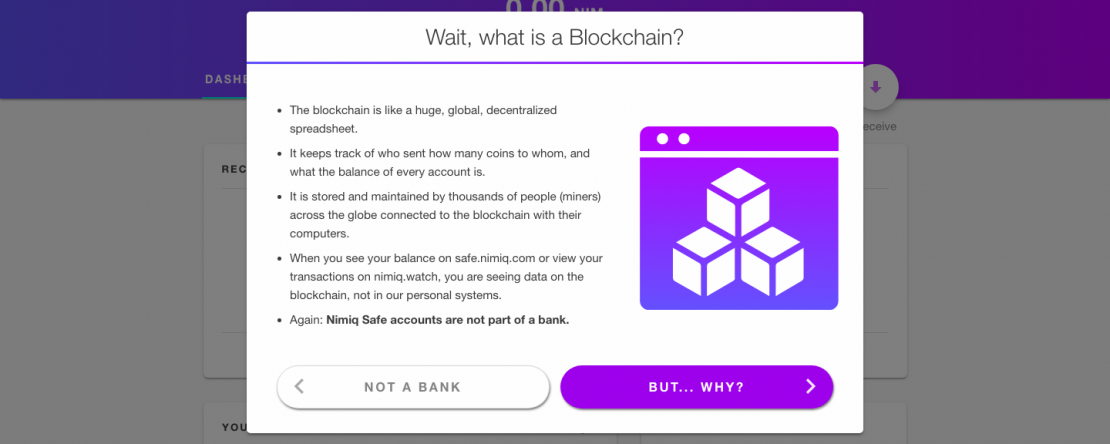 0.00 NIM
Wait, what is a Blockchain?
DASHB
eceive
REC
• The blockchain is like a huge, global, decentralized
spreadsheet.
• It keeps track of who sent how many coins to whom, and
what the balance of every account is.
• It is stored and maintained by thousands of people (miners)
across the globe connected to the blockchain with their
computers.
• When you see your balance on safe.nimiq.com or view your
transactions on nimiq.watch, you are seeing data on the
blockchain, not in our personal systems.
• Again: Nimiq Safe accounts are not part of a bank.
NOT A BANK
BUT... WHY?
YOU